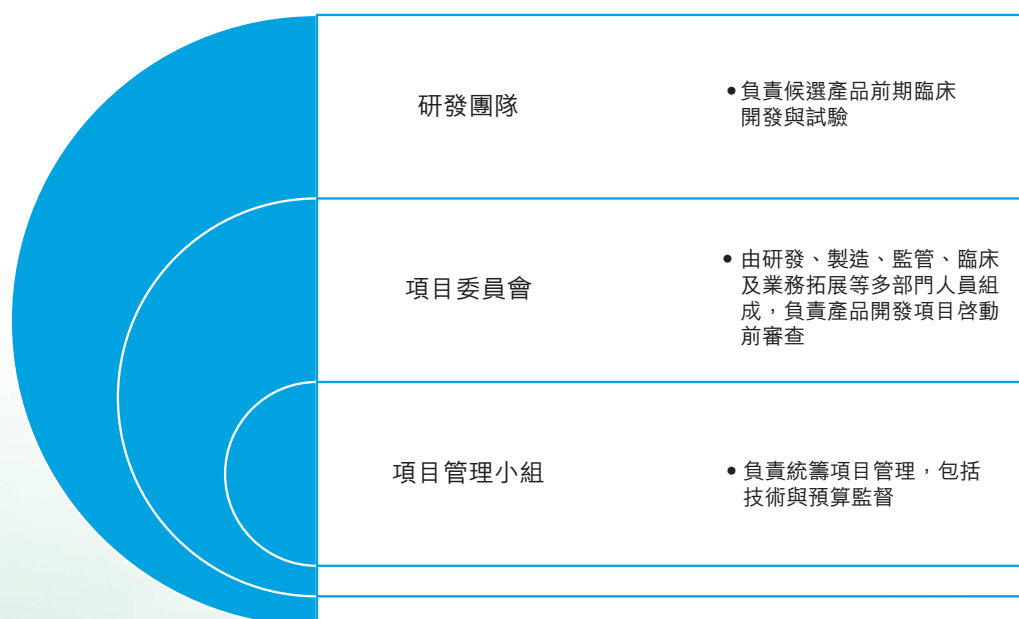 研發團隊
•負責候選產品前期臨床
開發與試驗
項目委員會
• 由研發、製造、監管、臨床
及業務拓展等多部門人員組
成，負責產品開發項目啓動
前審查
項目管理小組
• 負責統籌項目管理，包括
技術與預算監督